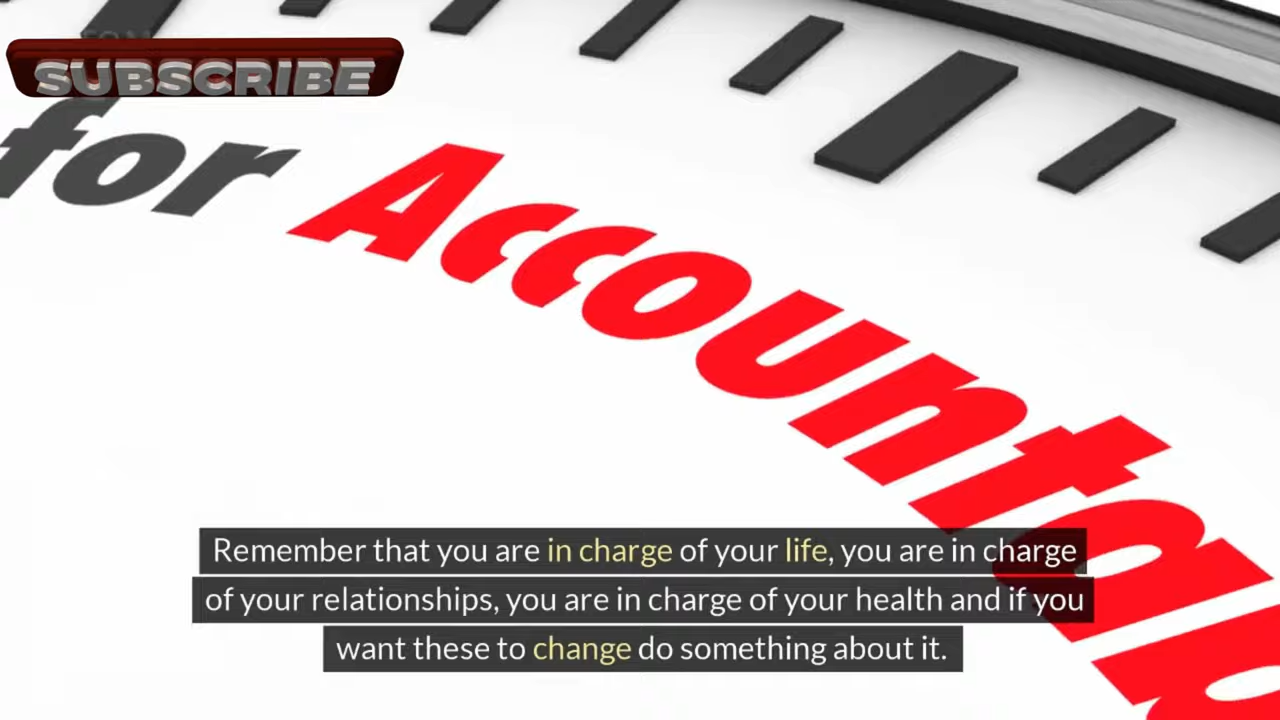 SUBSCRIBE
for Accountab
Remember that you are in charge of your life, you are in charge
of your relationships, you are in charge of your health and if you
want these to change do something about it.